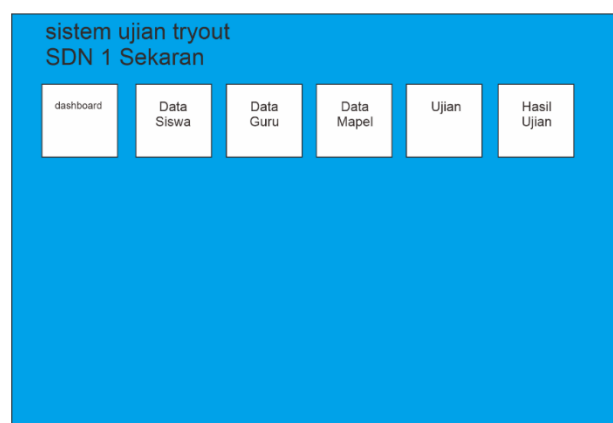 sistem ujian tryout
SDN 1 Sekaran
dashboard
Data
Siswa
Data
Guru
Data
Mapel
Ujian
Hasil
Ujian